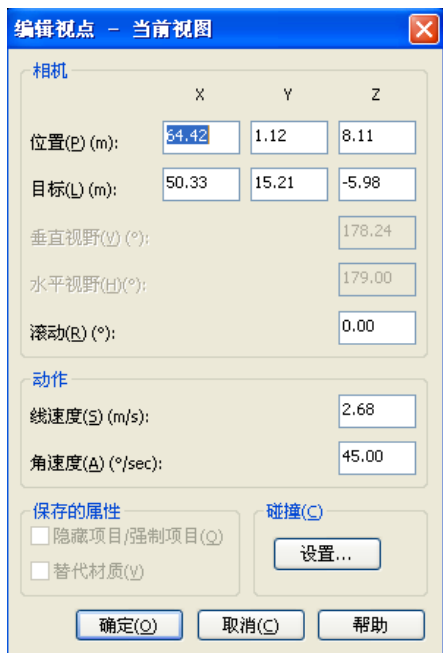 编辑视点 - 当前视图
相机
X Y Z
位置(P) (m): 64.42 1.12 8.11
目标(L) (m): 50.33 15.21 -5.98
垂直视野(V) (°): 178.24
水平视野(H)(°): 179.00
滚动(R) (°): 0.00
动作
线速度(S) (m/s): 2.68
角速度(A) (°/sec): 45.00
保存的属性
隐藏项目/强制项目(O)
替代材质(V)
碰撞(C)
设置...
确定(O) 取消(C) 帮助